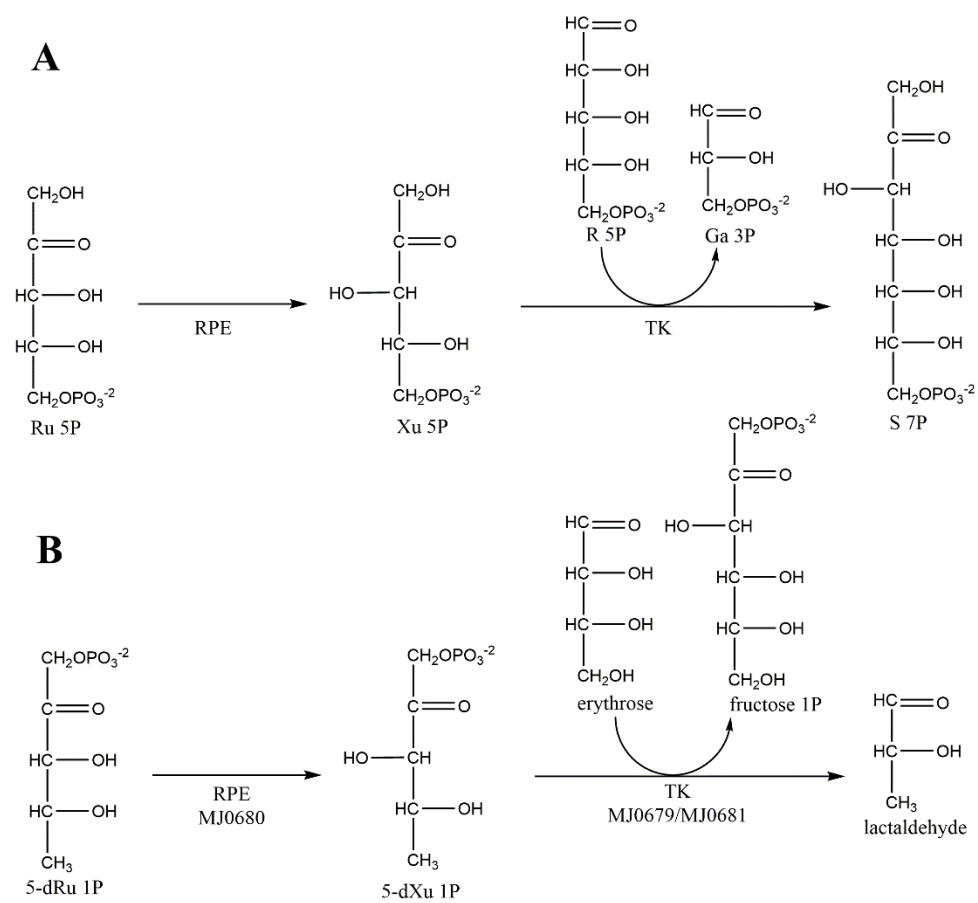 A
CH₂OH
C=O
HC—OH
HC—OH
CH₂OPO₃⁻²
Ru 5P
RPE
CH₂OH
C=O
HO—CH
HC—OH
CH₂OPO₃⁻²
Xu 5P
HC=O
HC—OH
HC—OH
HC—OH
CH₂OPO₃⁻²
R 5P
HC=O
HC—OH
CH₂OPO₃⁻²
Ga 3P
TK
CH₂OH
C=O
HO—CH
HC—OH
HC—OH
HC—OH
CH₂OPO₃⁻²
S 7P
B
CH₂OPO₃⁻²
C=O
HC—OH
HC—OH
CH₃
5-dRu 1P
RPE
MJ0680
CH₂OPO₃⁻²
C=O
HO—CH
HC—OH
CH₃
5-dXu 1P
HC=O
HC—OH
HC—OH
CH₂OH
erythrose
CH₂OPO₃⁻²
C=O
HO—CH
HC—OH
HC—OH
CH₂OH
fructose 1P
TK
MJ0679/MJ0681
HC=O
HC—OH
CH₃
lactaldehyde